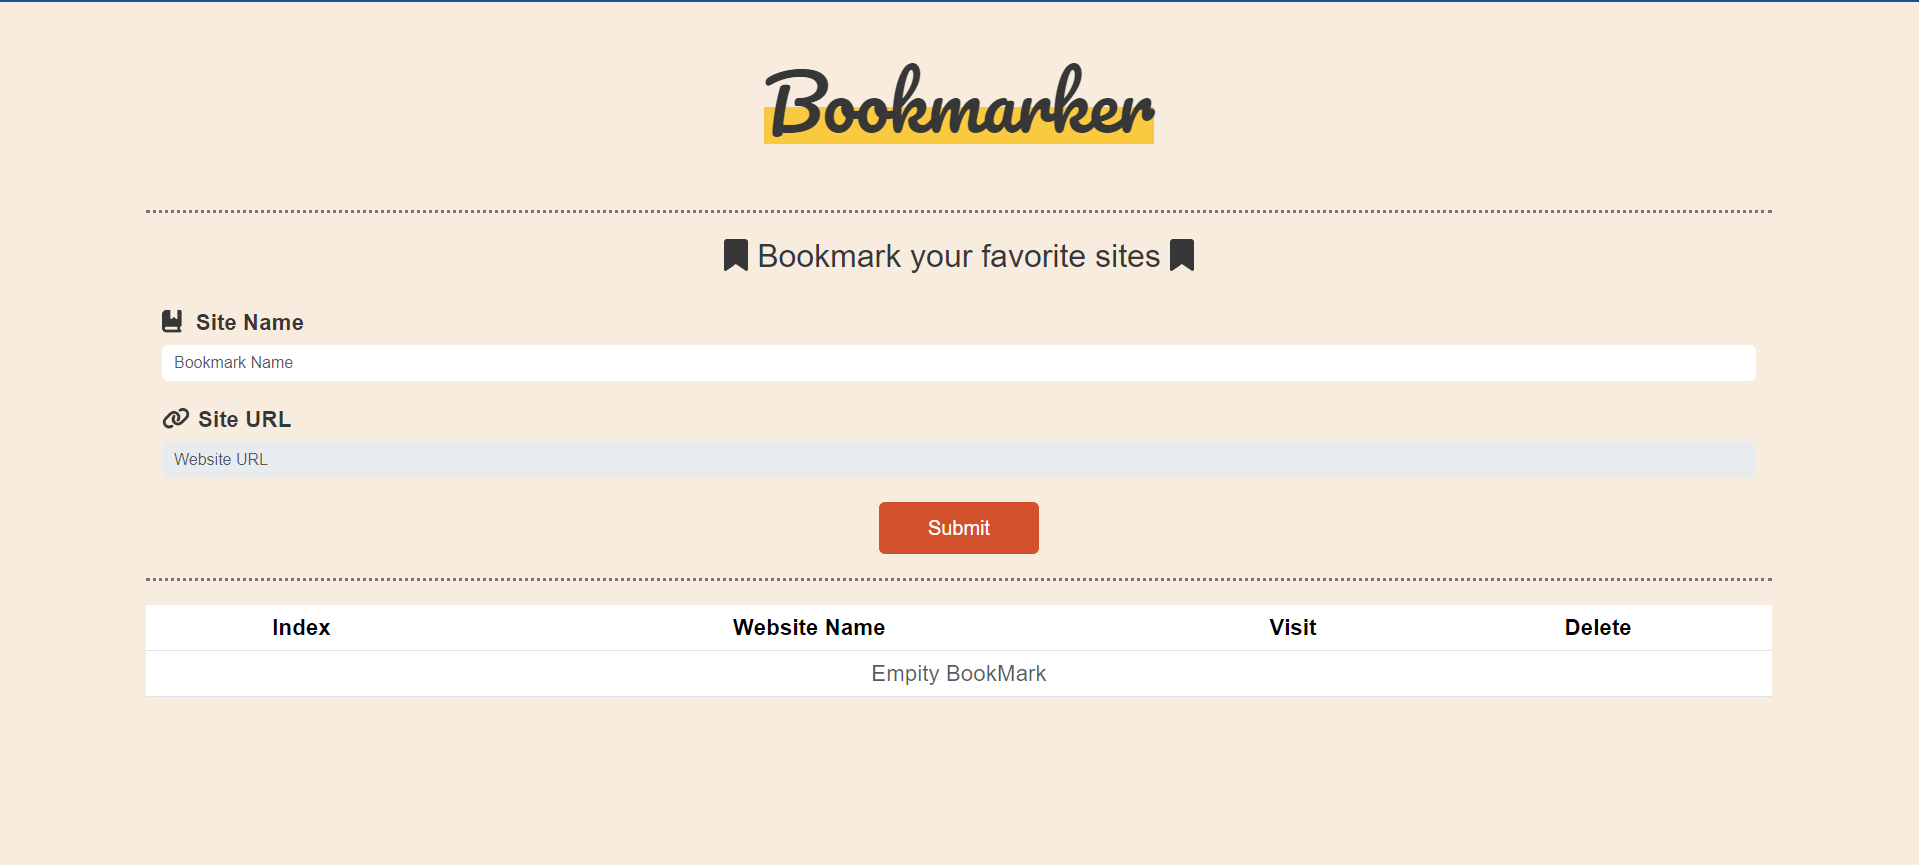 Bookmarker
Bookmark your favorite sites
Site Name
Bookmark Name
Site URL
Website URL
Submit
Index Website Name Visit Delete
Empity BookMark